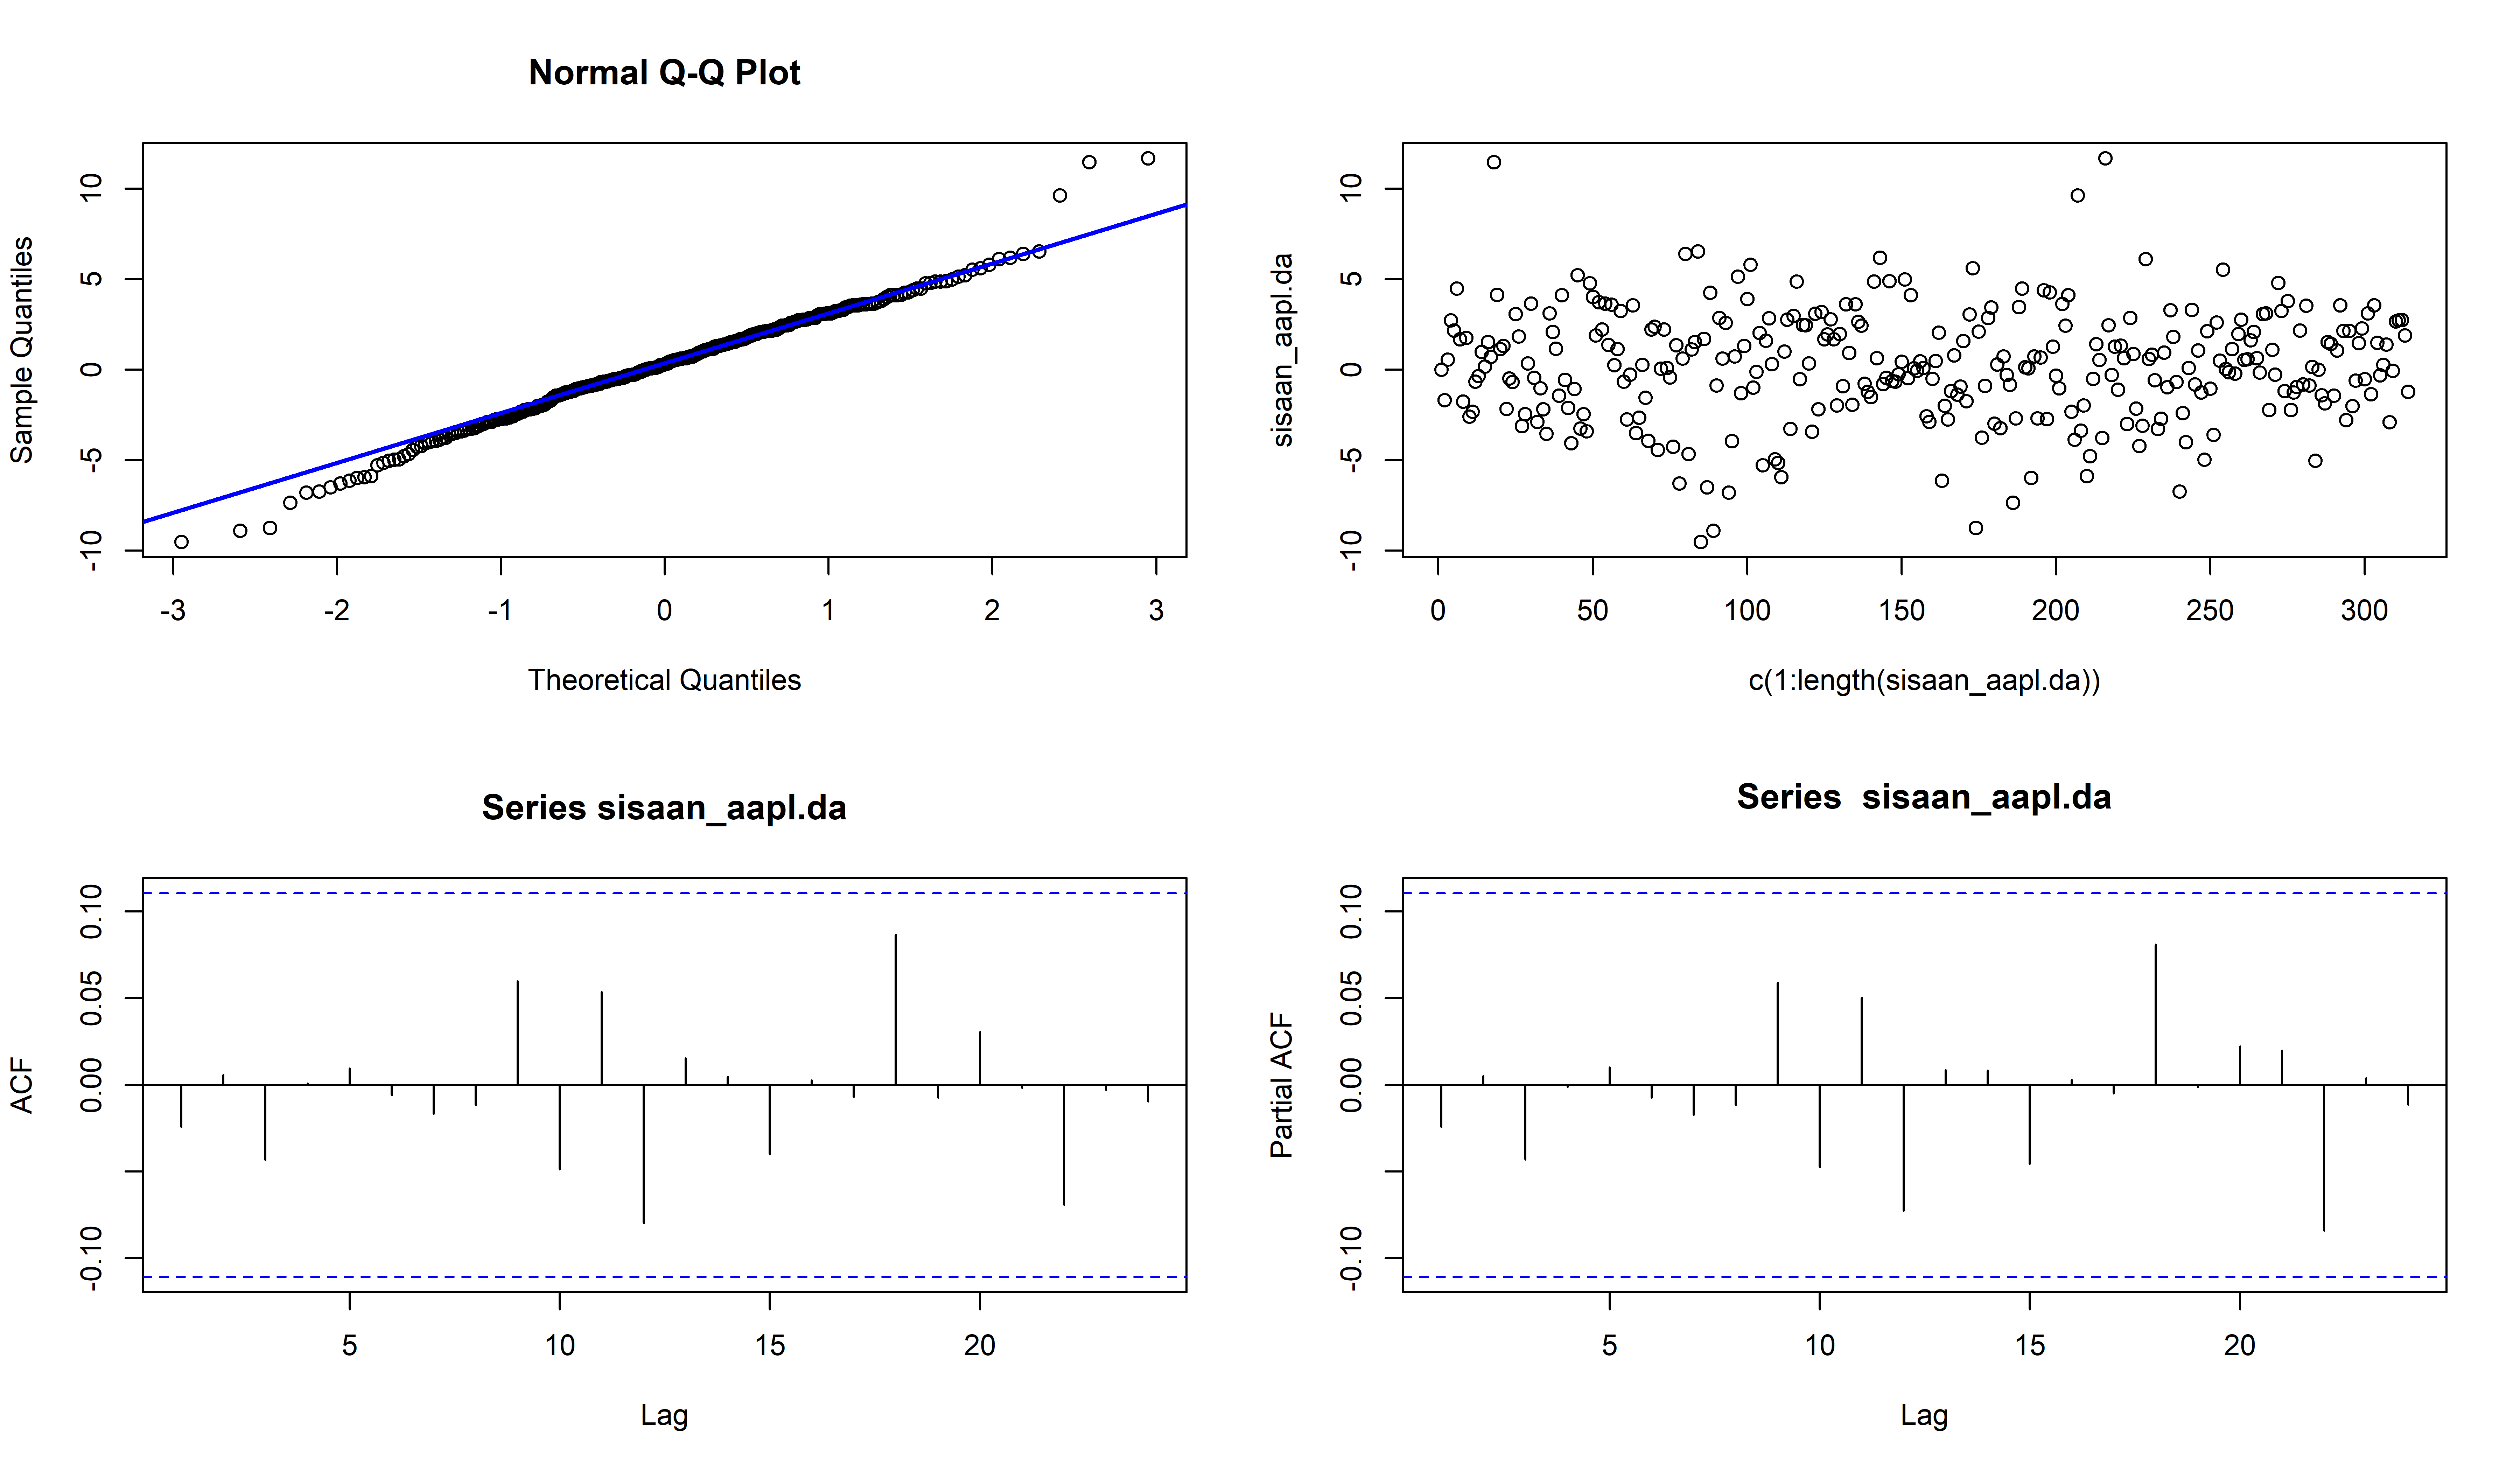 Normal Q-Q Plot
Sample Quantiles
10
5
0
-5
-10
-3 -2 -1 0 1 2 3
Theoretical Quantiles
sisaan_aapl.da
10
5
0
-5
-10
0 50 100 150 200 250 300
c(1:length(sisaan_aapl.da))
Series sisaan_aapl.da
ACF
0.10
0.05
0.00
-0.10
5 10 15 20
Lag
Series  sisaan_aapl.da
Partial ACF
0.10
0.05
0.00
-0.10
5 10 15 20
Lag